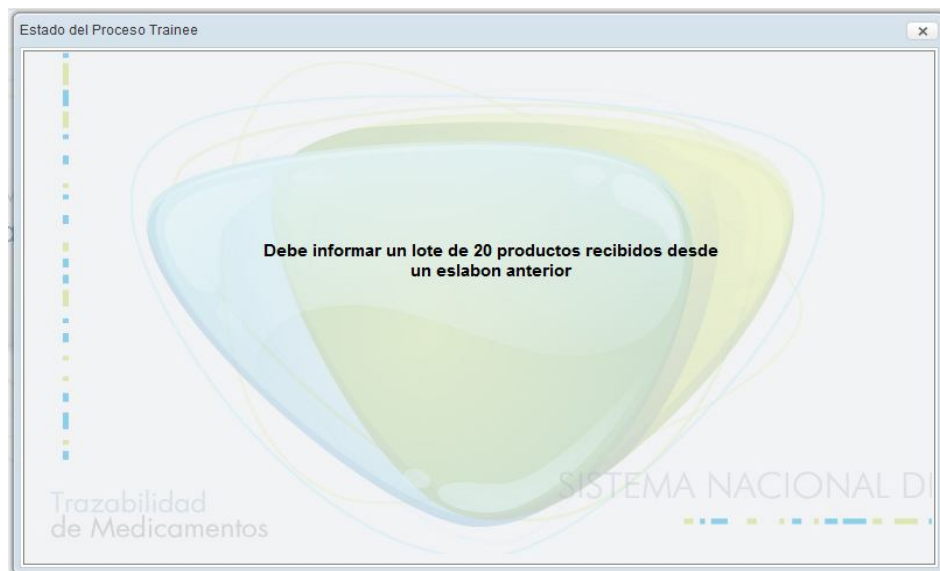 Estado del Proceso Trainee
Debe informar un lote de 20 productos recibidos desde
un eslabon anterior
SISTEMA NACIONAL DI
Trazabilidad
de Medicamentos